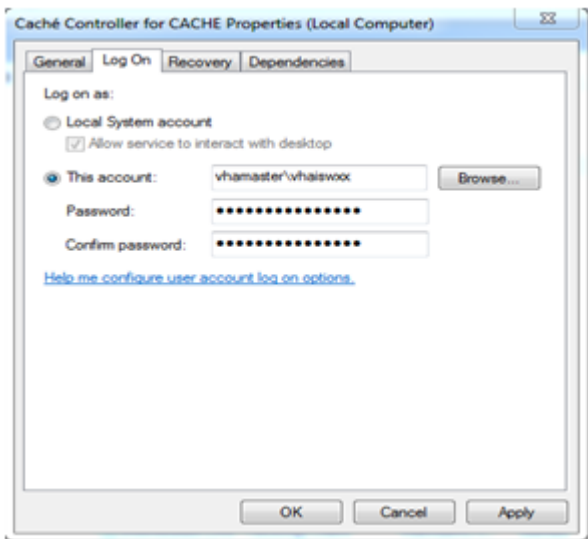 Caché Controller for CACHE Properties (Local Computer)
General Log On Recovery Dependencies
Log on as:
Local System account
Allow service to interact with desktop
This account: vhamaster\vhaiswxx Browse...
Password: •••••••••••••••
Confirm password: •••••••••••••••
Help me configure user account log on options.
OK Cancel Apply